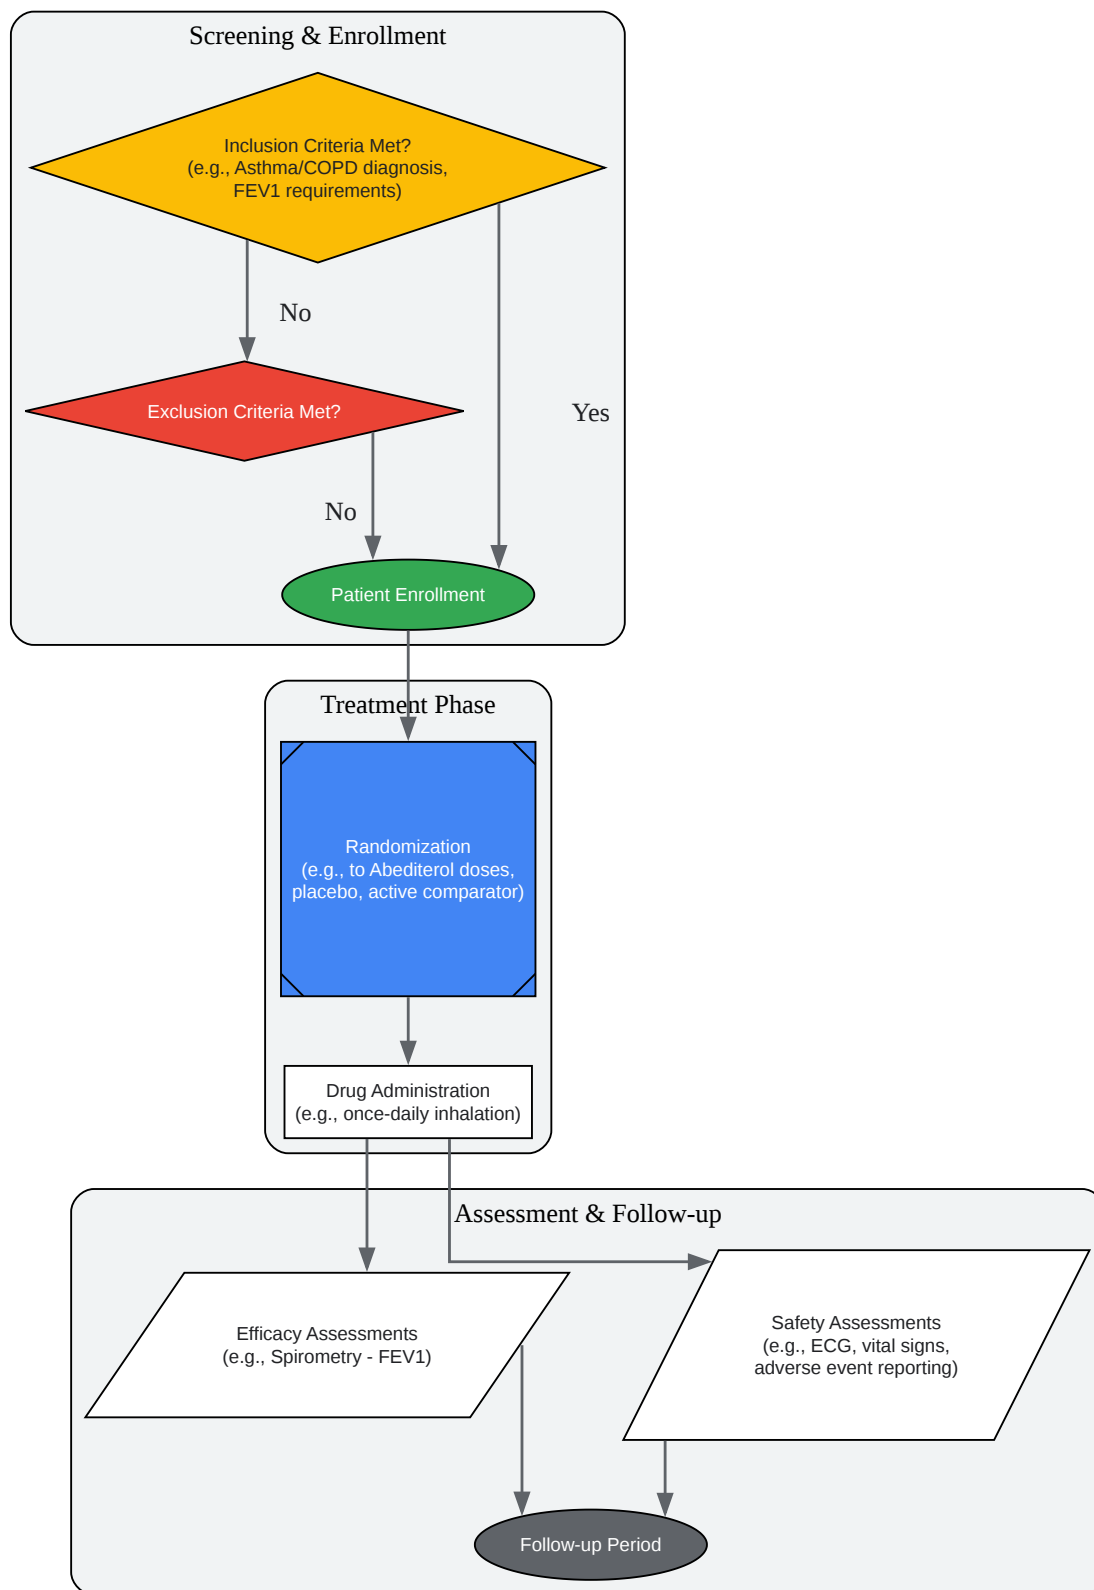 Screening & Enrollment
Inclusion Criteria Met?
(e.g., Asthma/COPD diagnosis,
FEV1 requirements)
No
Exclusion Criteria Met?
Yes
No
Patient Enrollment
Treatment Phase
Randomization
(e.g., to Abediterol doses,
placebo, active comparator)
Drug Administration
(e.g., once-daily inhalation)
Assessment & Follow-up
Efficacy Assessments
(e.g., Spirometry - FEV1)
Safety Assessments
(e.g., ECG, vital signs,
adverse event reporting)
Follow-up Period